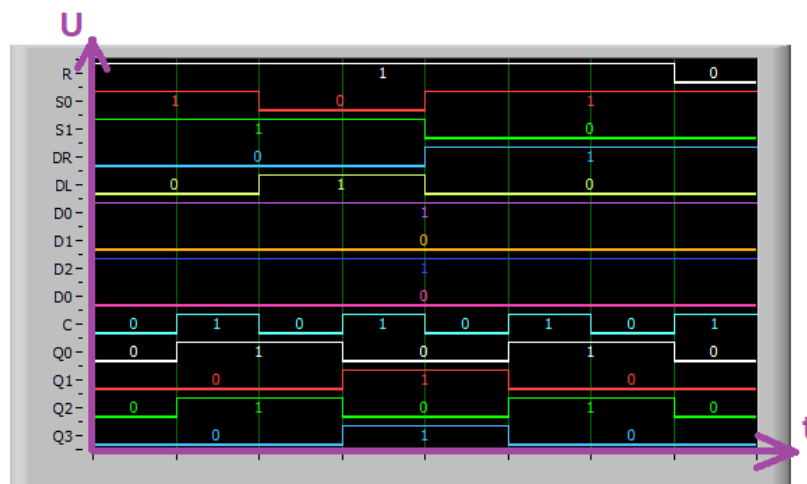 U
R 1 0
S0 1 0 1
S1 1 0
DR 0 1
DL 0 1 0
D0 1
D1 0
D2 1
D0 0
C 0 1 0 1 0 1 0 1
Q0 0 1 0 1 0
Q1 0 1 0
Q2 0 1 0 1 0
t
Q3 0 1 0